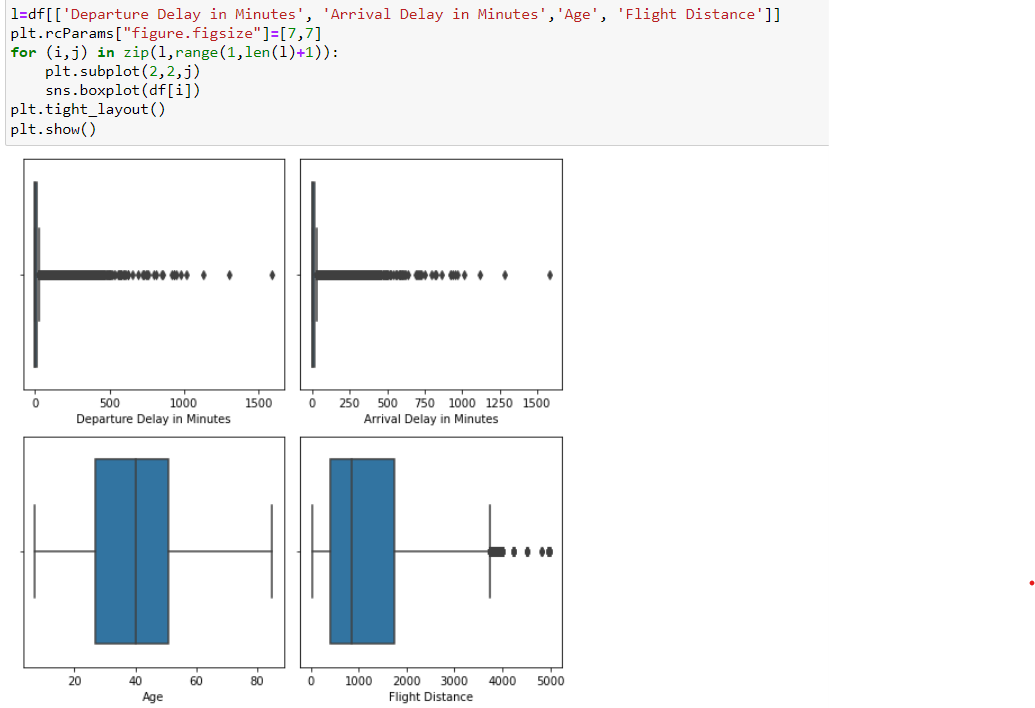 l=df[['Departure Delay in Minutes', 'Arrival Delay in Minutes','Age', 'Flight Distance']]
plt.rcParams["figure.figsize"]=[7,7]
for (i,j) in zip(l,range(1,len(l)+1)):
    plt.subplot(2,2,j)
    sns.boxplot(df[i])
plt.tight_layout()
plt.show()
0 500 1000 1500
Departure Delay in Minutes
0 250 500 750 1000 1250 1500
Arrival Delay in Minutes
20 40 60 80
Age
0 1000 2000 3000 4000 5000
Flight Distance